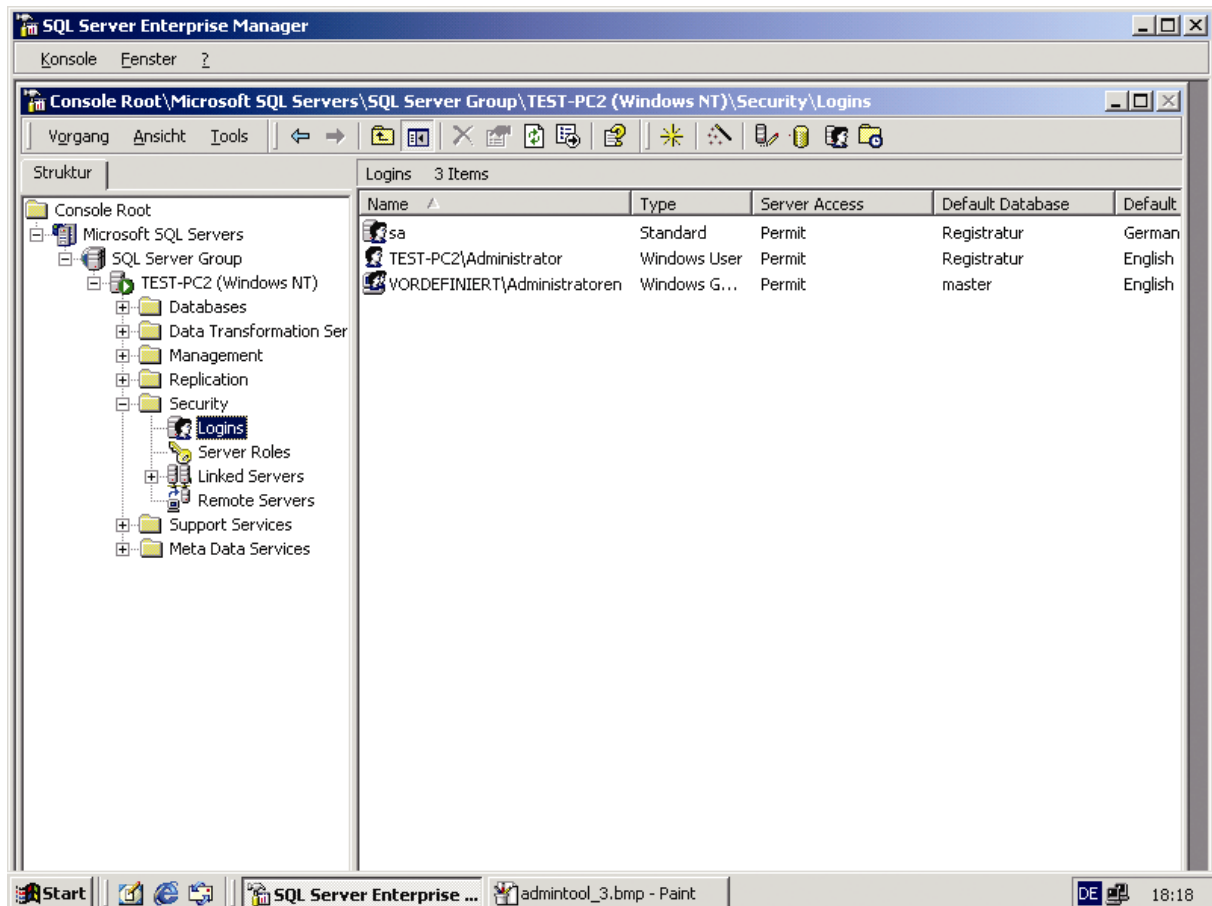 SQL Server Enterprise Manager
Konsole Fenster ?
Console Root\Microsoft SQL Servers\SQL Server Group\TEST-PC2 (Windows NT)\Security\Logins
Vorgang Ansicht Tools
Struktur
Console Root
Microsoft SQL Servers
SQL Server Group
TEST-PC2 (Windows NT)
Databases
Data Transformation Ser
Management
Replication
Security
Logins
Server Roles
Linked Servers
Remote Servers
Support Services
Meta Data Services
Logins 3 Items
Name Type Server Access Default Database Default
sa Standard Permit Registratur German
TEST-PC2\Administrator Windows User Permit Registratur English
VORDEFINIERT\Administratoren Windows G... Permit master English
Start SQL Server Enterprise ... admintool_3.bmp - Paint DE 18:18